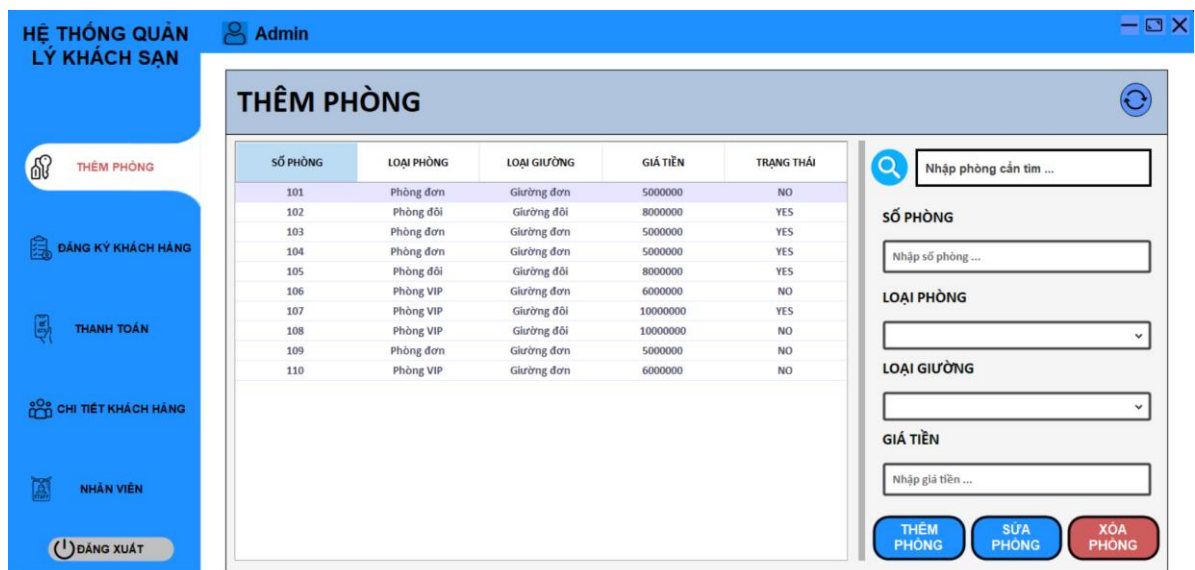 HỆ THỐNG QUẢN
LÝ KHÁCH SẠN
Admin
THÊM PHÒNG
THÊM PHÒNG
ĐĂNG KÝ KHÁCH HÀNG
THANH TOÁN
CHI TIẾT KHÁCH HÀNG
NHÂN VIÊN
ĐĂNG XUẤT
SỐ PHÒNG LOẠI PHÒNG LOẠI GIƯỜNG GIÁ TIỀN TRẠNG THÁI
101 Phòng đơn Giường đơn 5000000 NO
102 Phòng đôi Giường đôi 8000000 YES
103 Phòng đơn Giường đơn 5000000 YES
104 Phòng đơn Giường đơn 5000000 YES
105 Phòng đôi Giường đôi 8000000 YES
106 Phòng VIP Giường đơn 6000000 NO
107 Phòng VIP Giường đôi 10000000 YES
108 Phòng VIP Giường đôi 10000000 NO
109 Phòng đơn Giường đơn 5000000 NO
110 Phòng VIP Giường đơn 6000000 NO
Nhập phòng cần tìm ...
SỐ PHÒNG
Nhập số phòng ...
LOẠI PHÒNG
LOẠI GIƯỜNG
GIÁ TIỀN
Nhập giá tiền ...
THÊM PHÒNG
SỬA PHÒNG
XÓA PHÒNG